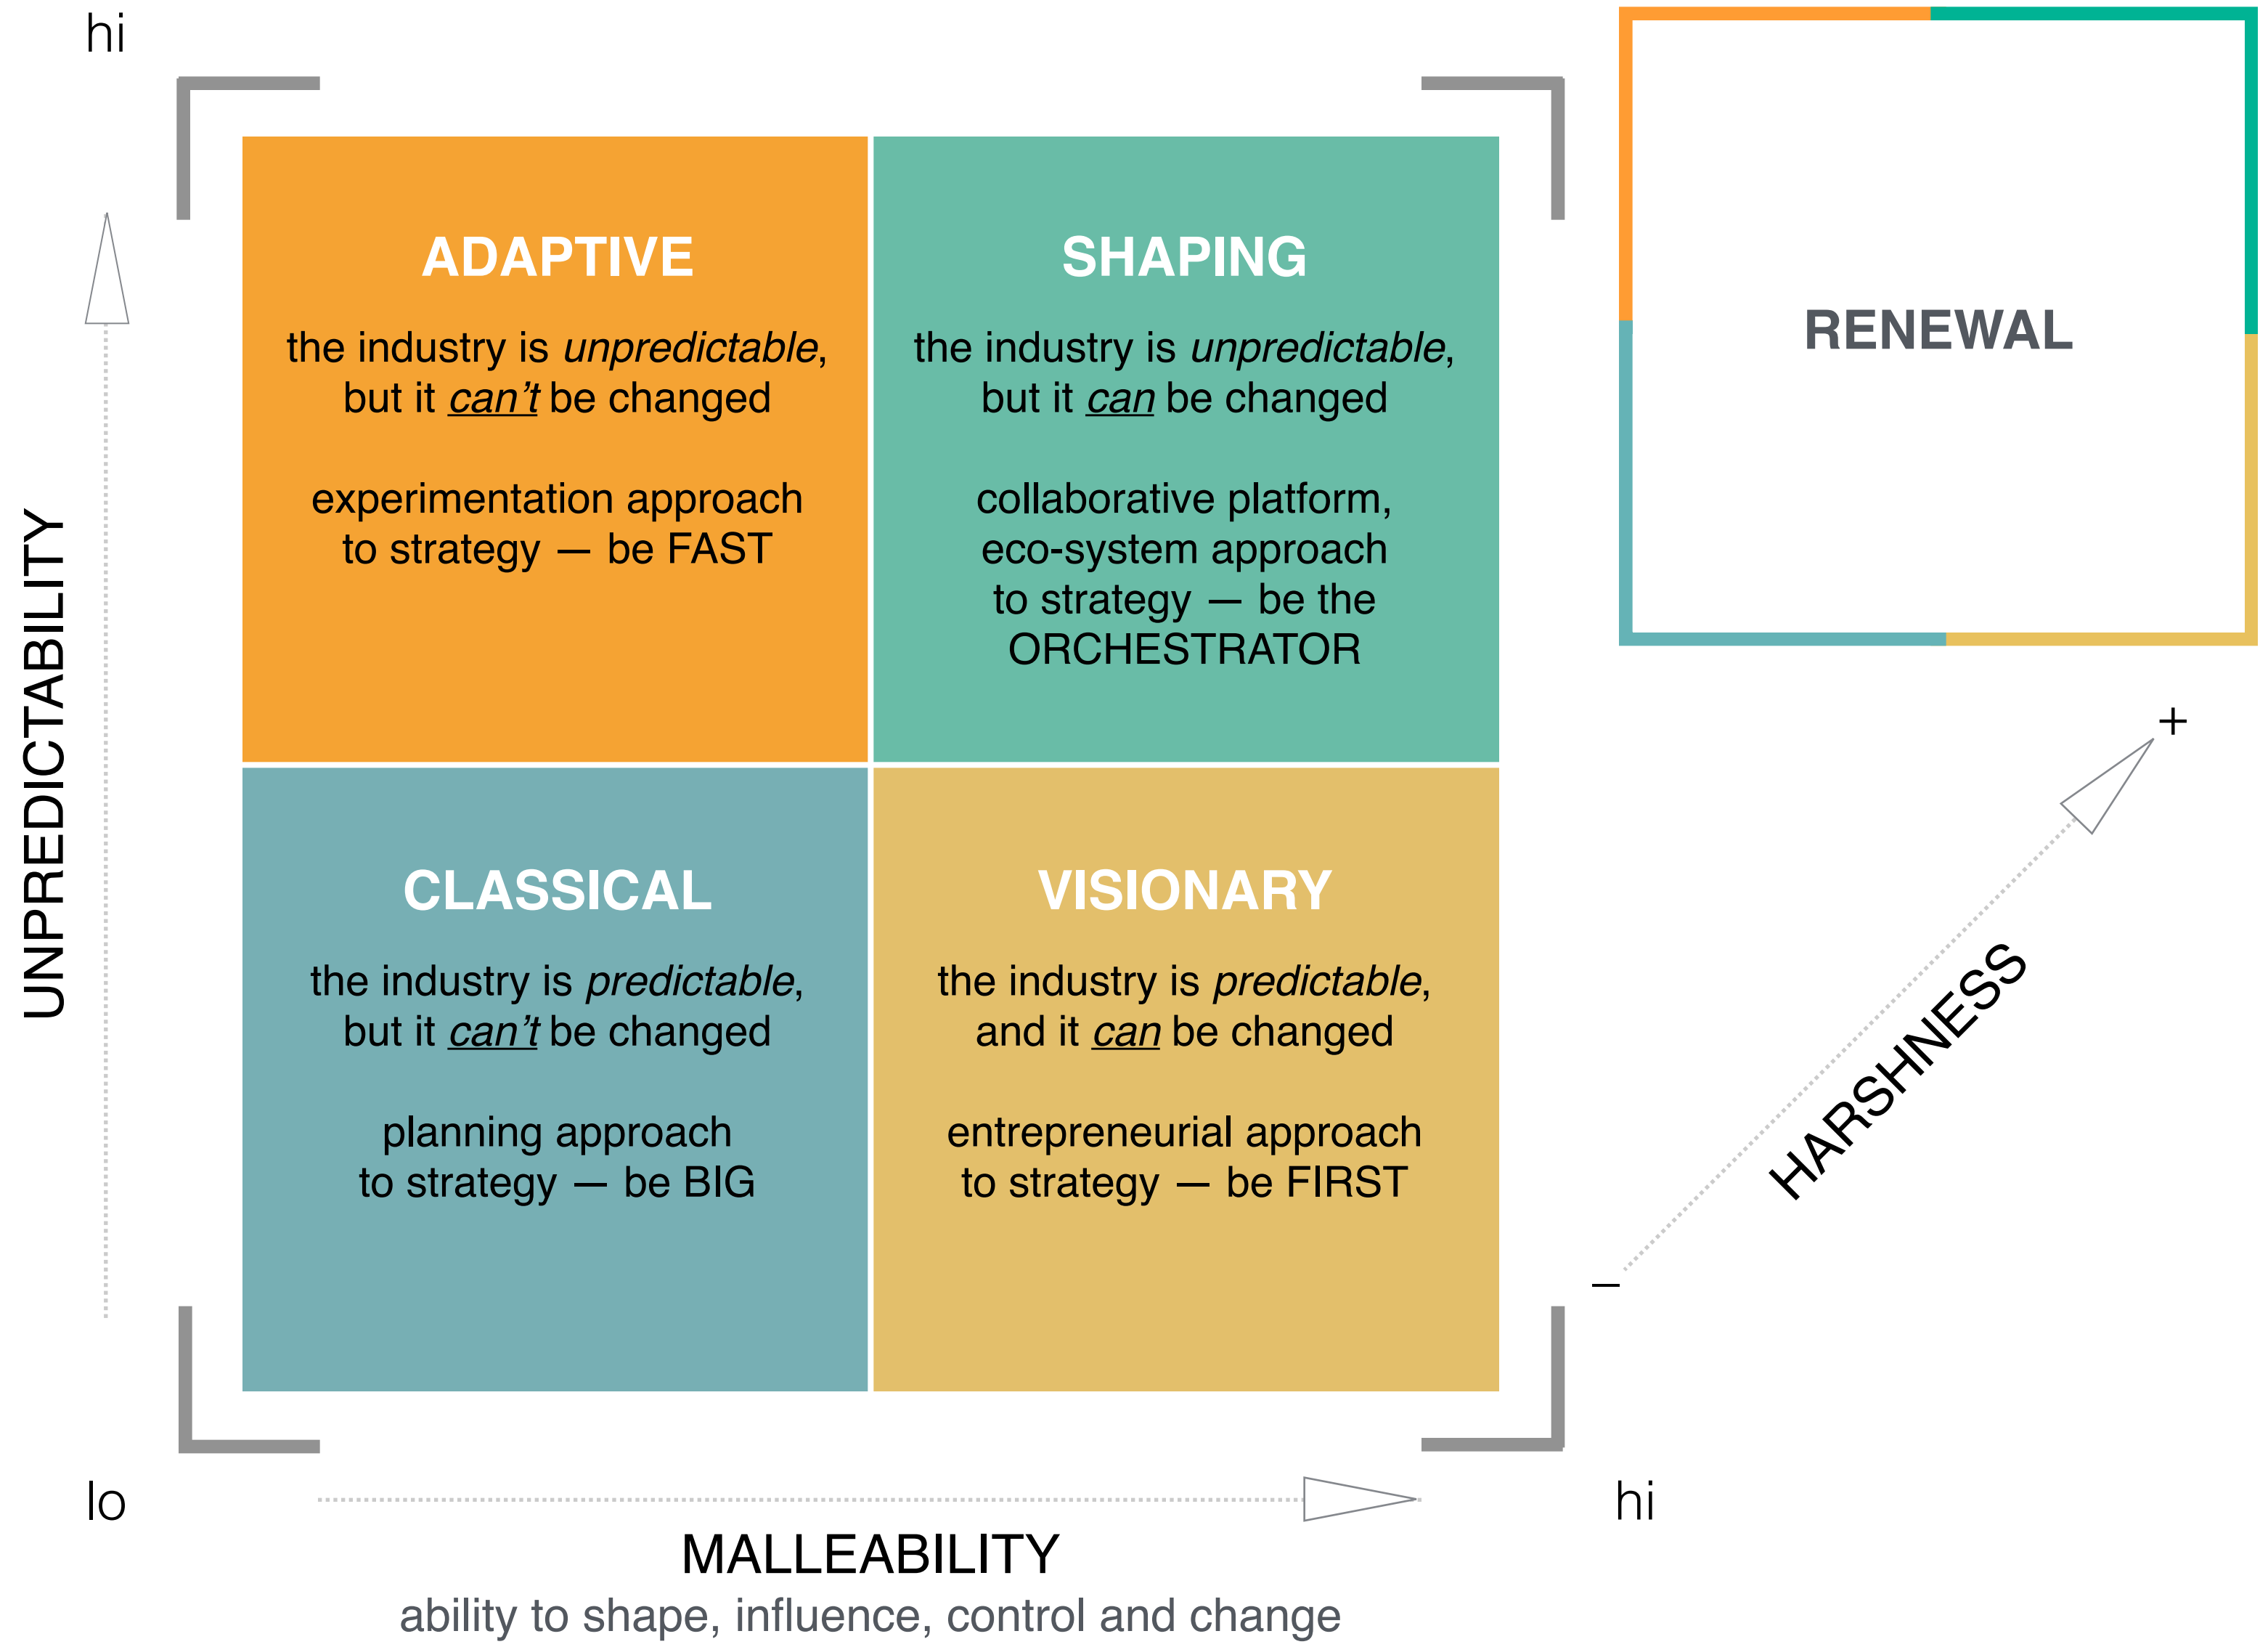 hi
UNPREDICTABILITY
ADAPTIVE
the industry is unpredictable,
but it can’t be changed
experimentation approach
to strategy — be FAST
SHAPING
the industry is unpredictable,
but it can be changed
collaborative platform,
eco-system approach
to strategy — be the
ORCHESTRATOR
RENEWAL
CLASSICAL
the industry is predictable,
but it can’t be changed
planning approach
to strategy — be BIG
VISIONARY
the industry is predictable,
and it can be changed
entrepreneurial approach
to strategy — be FIRST
+
HARSHNESS
–
lo
hi
MALLEABILITY
ability to shape, influence, control and change